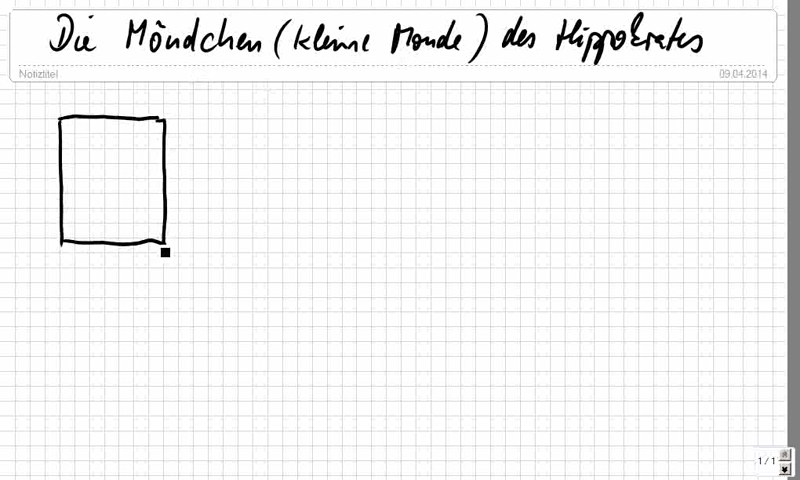 Die Möndchen (kleine Monde) des Hippokrates
Notiztitel
09.04.2014
1/1